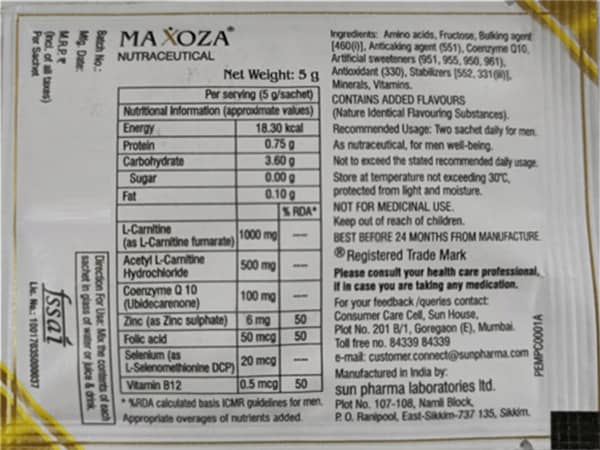 Batch No.:
Mfg. Date:
M.R.P. ₹
(Incl. of all taxes)
Per Sachet
MAXOZA®
NUTRACEUTICAL
Net Weight: 5 g
Per serving (5 g/sachet)
Nutritional Information (approximate values)
Energy 18.30 kcal
Protein 0.75 g
Carbohydrate 3.60 g
Sugar 0.00 g
Fat 0.10 g
% RDA*
L-Carnitine
(as L-Carnitine fumarate) 1000 mg ----
Acetyl L-Carnitine
Hydrochloride 500 mg ----
Coenzyme Q 10
(Ubidecarenone) 100 mg ----
Zinc (as Zinc sulphate) 6 mg 50
Folic acid 50 mcg 50
Selenium (as
L-Selenomethionine DCP) 20 mcg ----
Vitamin B12 0.5 mcg 50
* %RDA calculated basis ICMR guidelines for men.
Appropriate overages of nutrients added.
Direction For Use: Mix the contents of each
sachet in glass of water or juice & drink.
fssai
Lic. No.: 10017035000037
Ingredients: Amino acids, Fructose, Bulking agent
[460(i)], Anticaking agent (551), Coenzyme Q10,
Artificial sweeteners (951, 955, 950, 961),
Antioxidant (330), Stabilizers [552, 331(iii)],
Minerals, Vitamins.
CONTAINS ADDED FLAVOURS
(Nature Identical Flavouring Substances).
Recommended Usage: Two sachet daily for men.
As nutraceutical, for men well-being.
Not to exceed the stated recommended daily usage.
Store at temperature not exceeding 30°C,
protected from light and moisture.
NOT FOR MEDICINAL USE.
Keep out of reach of children.
BEST BEFORE 24 MONTHS FROM MANUFACTURE.
® Registered Trade Mark
Please consult your health care professional,
if in case you are taking any medication.
For your feedback /queries contact:
Consumer Care Cell, Sun House,
Plot No. 201 B/1, Goregaon (E), Mumbai.
Toll free no. 84339 84339
e-mail: customer.connect@sunpharma.com
Manufactured in India by:
sun pharma laboratories ltd.
Plot No. 107-108, Namli Block,
P. O. Ranipool, East-Sikkim-737 135, Sikkim.
PEMPC0001A